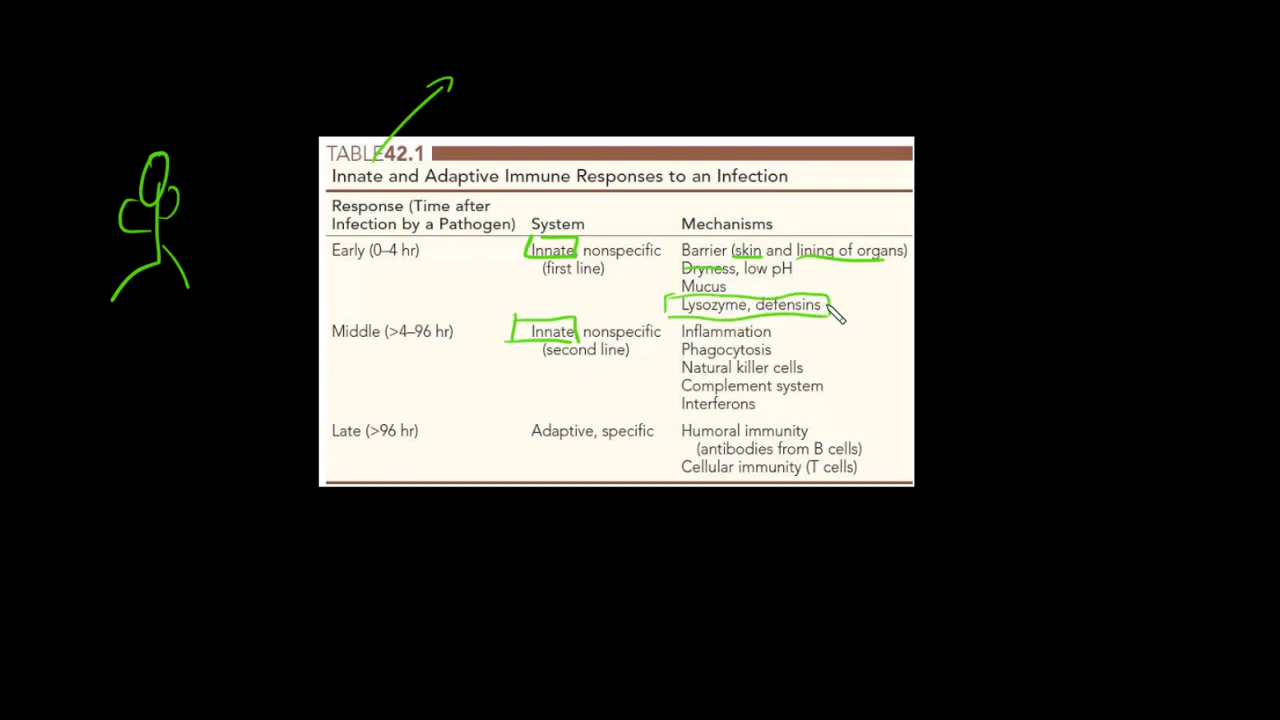 TABLE 42.1
Innate and Adaptive Immune Responses to an Infection
Response (Time after
Infection by a Pathogen) System Mechanisms
Early (0–4 hr) Innate, nonspecific Barrier (skin and lining of organs)
(first line) Dryness, low pH
Mucus
Lysozyme, defensins
Middle (>4–96 hr) Innate, nonspecific Inflammation
(second line) Phagocytosis
Natural killer cells
Complement system
Interferons
Late (>96 hr) Adaptive, specific Humoral immunity
(antibodies from B cells)
Cellular immunity (T cells)